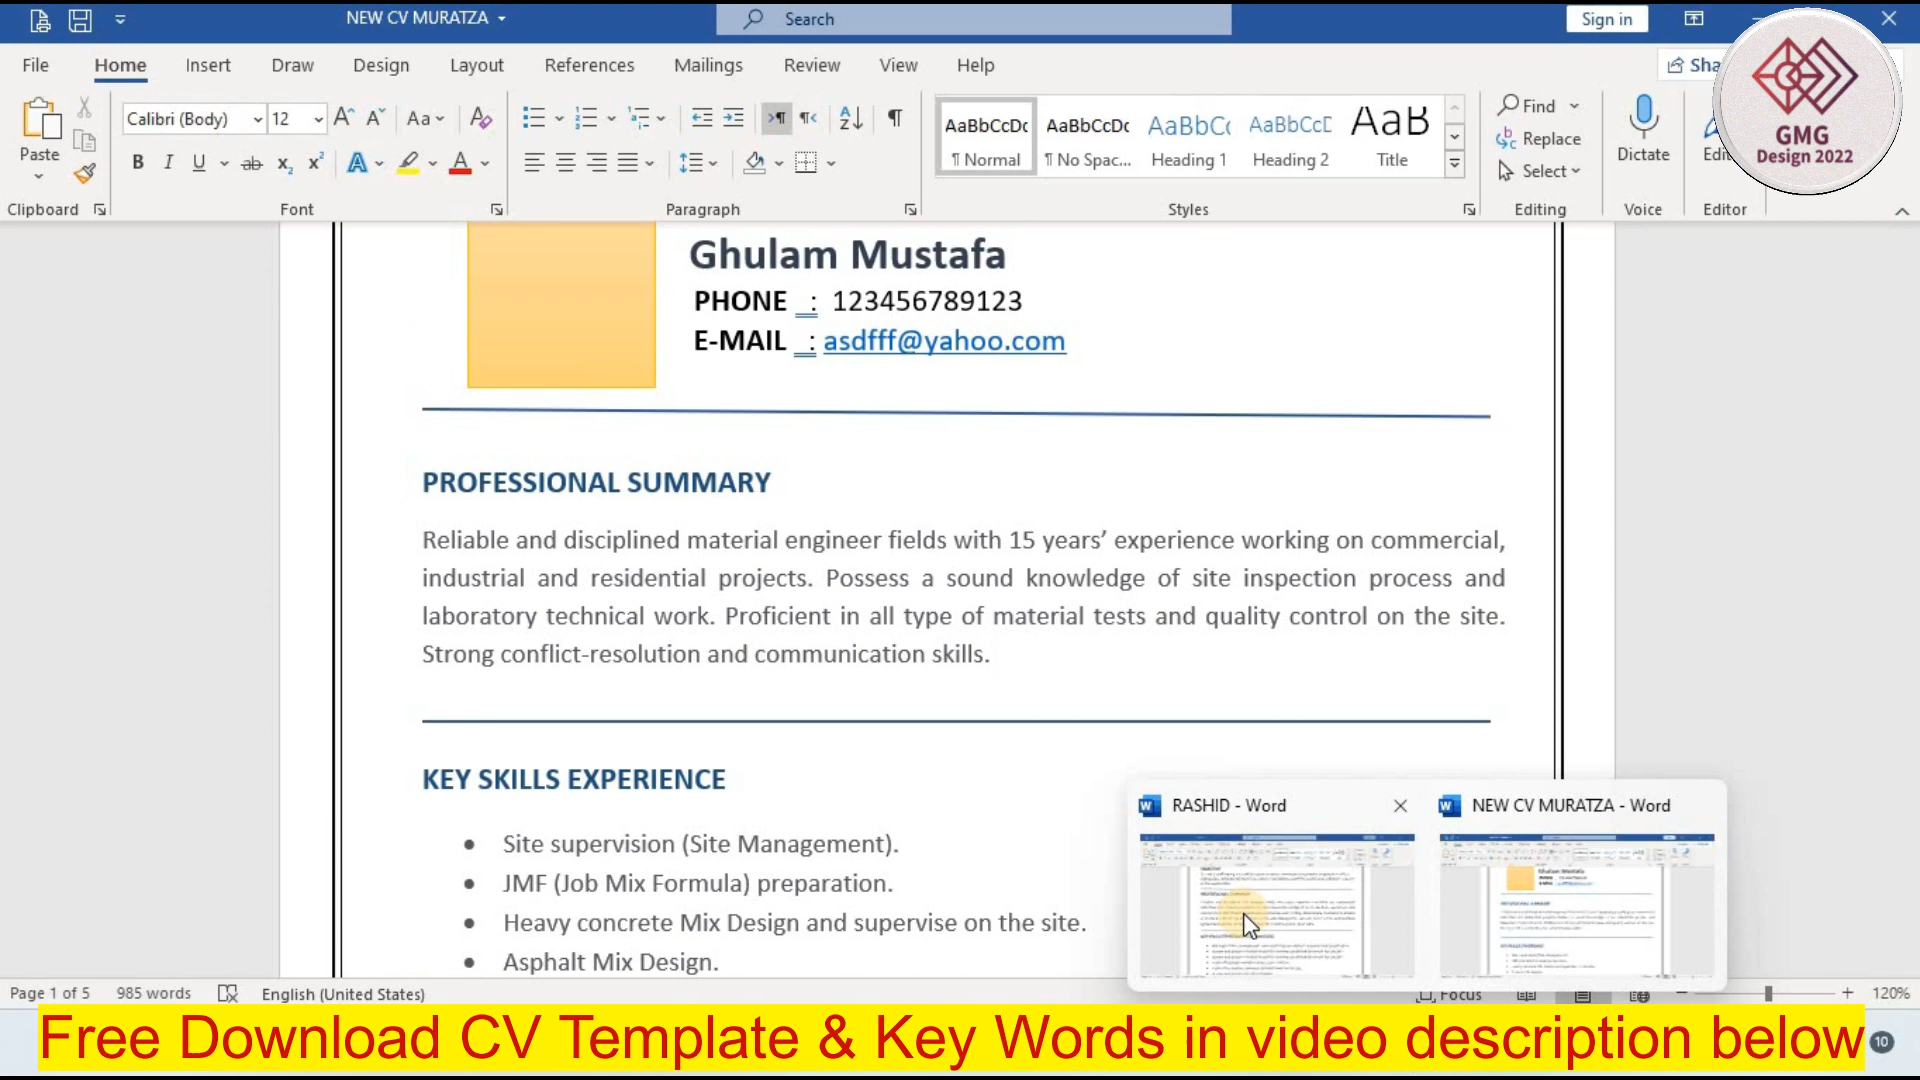 NEW CV MURATZA
Search
Sign in
File Home Insert Draw Design Layout References Mailings Review View Help
GMG
Design 2022
Paste
Calibri (Body) 12
Aa
AaBbCcDc AaBbCcDc AaBbC AaBbCcD AaB
¶ Normal ¶ No Spac... Heading 1 Heading 2 Title
Find
Replace
Select
Dictate
Clipboard Font Paragraph Styles Editing Voice Editor
Ghulam Mustafa
PHONE : 123456789123
E-MAIL : asdfff@yahoo.com
PROFESSIONAL SUMMARY
Reliable and disciplined material engineer fields with 15 years’ experience working on commercial,
industrial and residential projects. Possess a sound knowledge of site inspection process and
laboratory technical work. Proficient in all type of material tests and quality control on the site.
Strong conflict-resolution and communication skills.
KEY SKILLS EXPERIENCE
• Site supervision (Site Management).
• JMF (Job Mix Formula) preparation.
• Heavy concrete Mix Design and supervise on the site.
• Asphalt Mix Design.
RASHID - Word
NEW CV MURATZA - Word
Page 1 of 5 985 words English (United States)
Focus
120%
Free Download CV Template & Key Words in video description below
10